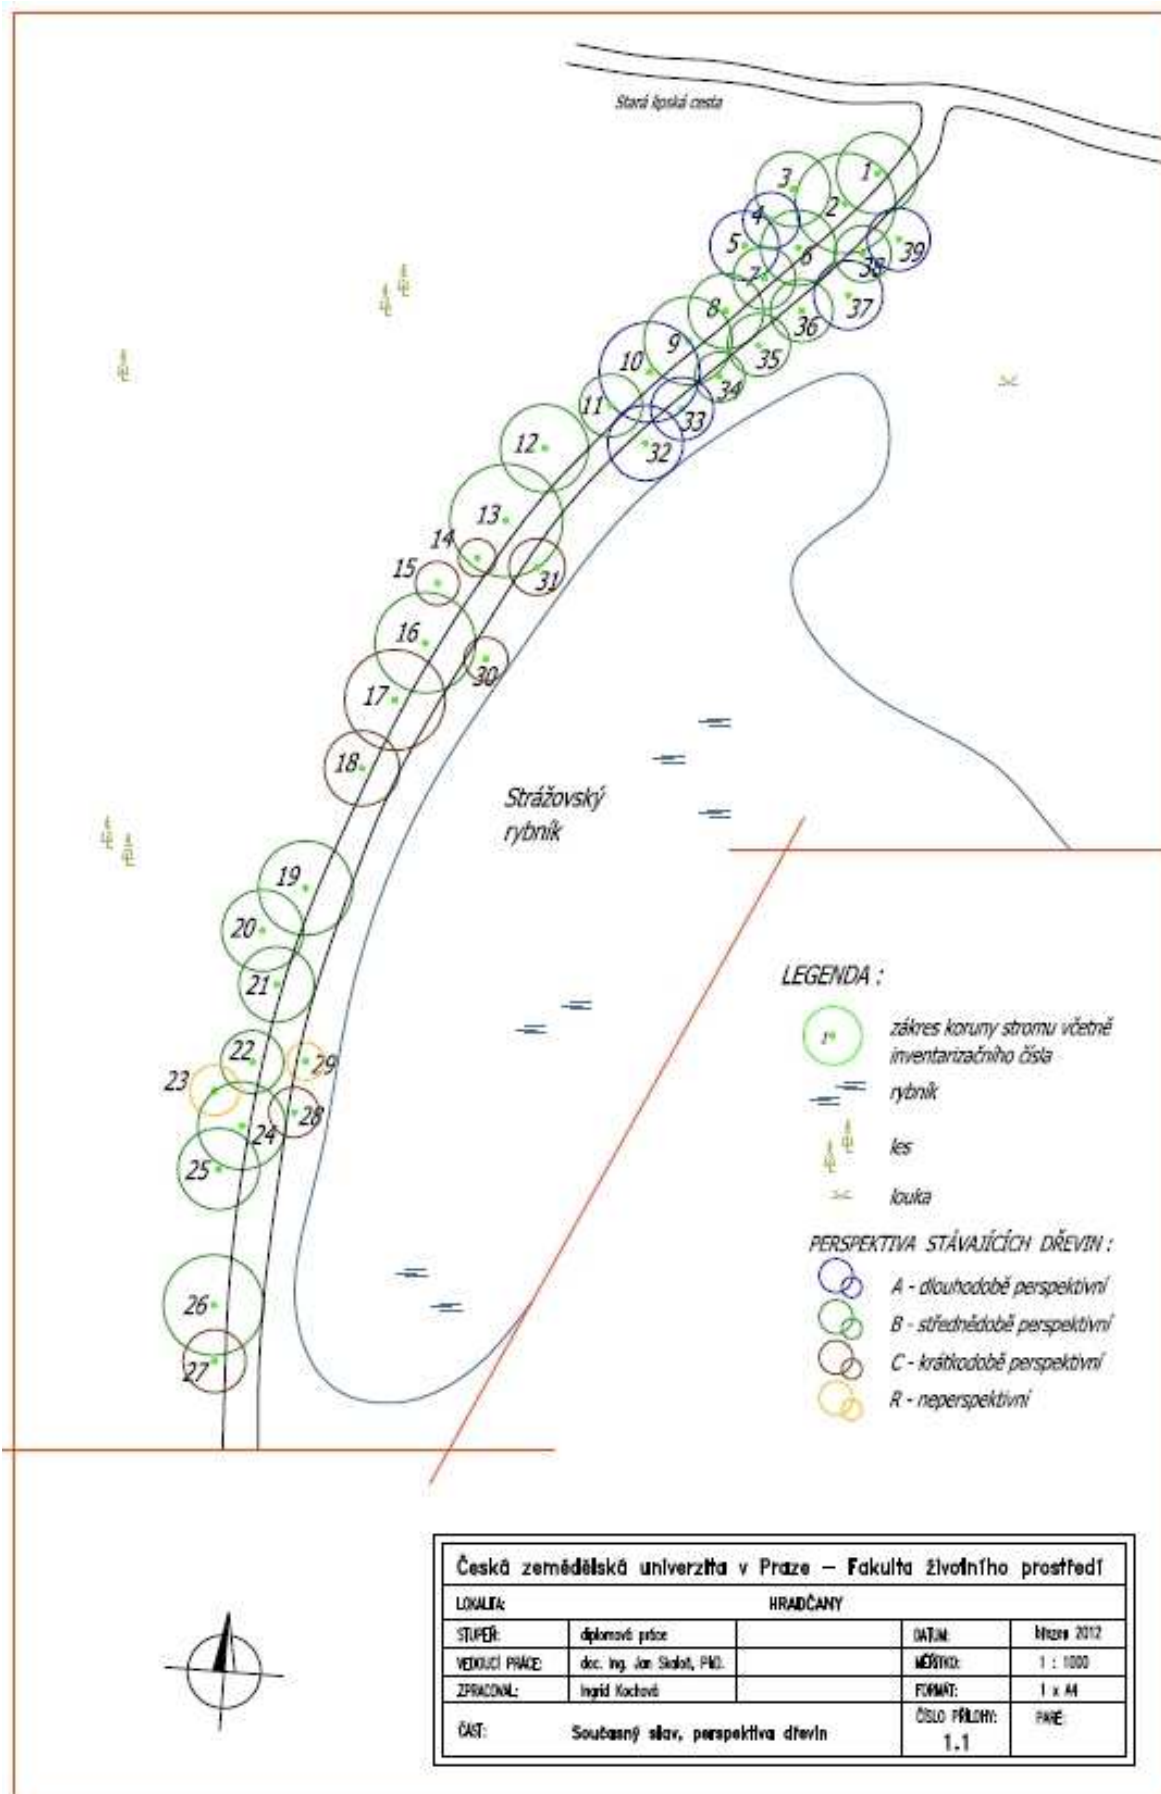 Stará lipská cesta
1
3
2
4
5
6
39
38
7
37
8
36
9
35
10
34
11
33
12
32
13
14
31
15
16
30
17
18
Strážovský
rybník
19
20
21
LEGENDA :
1
zákres koruny stromu včetně
inventarizačního čísla
22
29
23
rybník
28
24
les
25
louka
PERSPEKTIVA STÁVAJÍCÍCH DŘEVIN :
A - dlouhodobě perspektivní
26
B - střednědobě perspektivní
C - krátkodobě perspektivní
27
R - neperspektivní
Česká zemědělská univerzita v Praze – Fakulta životního prostředí
LOKALITA: HRADČANY
STUPEŇ: diplomová práce DATUM: březen 2012
VEDOUCÍ PRÁCE: doc. Ing. Jan Skaloš, PhD. MĚŘÍTKO: 1 : 1000
ZPRACOVAL: Ingrid Kochová FORMÁT: 1 x A4
ČÁST: Současný stav, perspektiva dřevin ČÍSLO PŘÍLOHY: PARÉ:
1.1